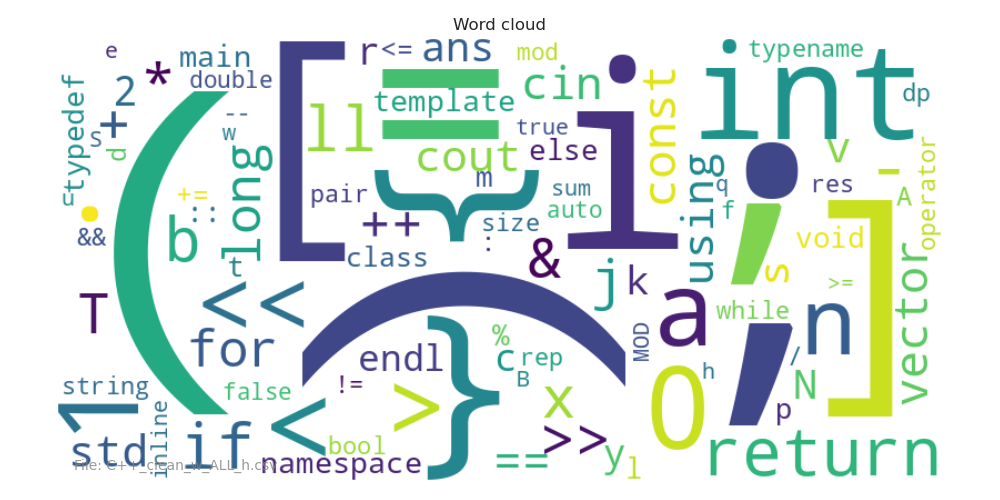 Word cloud
e
main
[
r
<=
ans
mod
typename
int
typedef
2
*
double
=
cin
i
const
dp
+
S
d
(
--
w
ll
template
true
else
cout
m
long
+=
::
pair
}
++
sum
auto
size
:
using
q
f
v
res
-
A
operator
;
,
s
void
]
.
&&
b
t
class
&
j
k
a
while
>=
n
vector
T
<<
)
for
endl
}
%
c
rep
B
MOD
h
/
N
p
0
string
1
false
!=
<
>
x
>>
std
inline
if
bool
namespace
==
y
l
return
File: C++_clean_w_ALL_h.csv